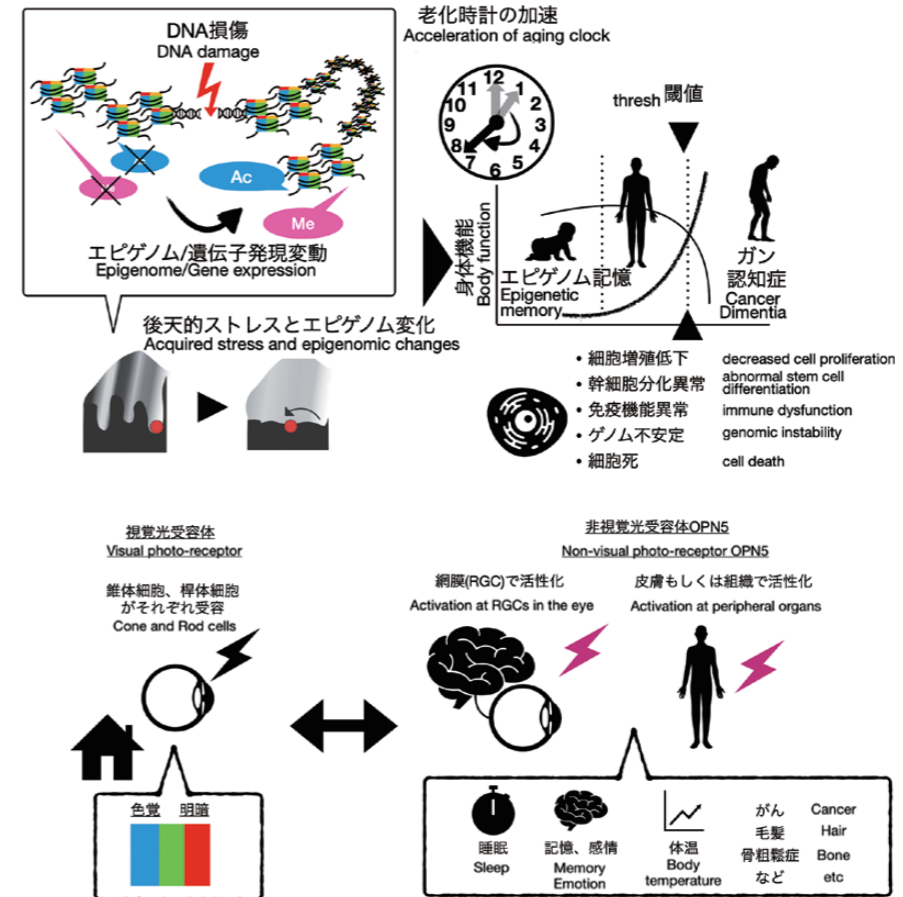 DNA損傷
DNA damage
Ac
Me
エピゲノム/遺伝子発現変動
Epigenome/Gene expression
老化時計の加速
Acceleration of aging clock
12
1
2
3
4
5
6
7
8
9
10
11
thresh 閾値
身体機能
Body function
エピゲノム記憶
Epigenetic
memory
ガン
認知症
Cancer
Dimentia
後天的ストレスとエピゲノム変化
Acquired stress and epigenomic changes
• 細胞増殖低下 decreased cell proliferation
• 幹細胞分化異常 abnormal stem cell
differentiation
• 免疫機能異常 immune dysfunction
• ゲノム不安定 genomic instability
• 細胞死 cell death
視覚光受容体
Visual photo-receptor
錐体細胞、桿体細胞
がそれぞれ受容
Cone and Rod cells
色覚 明暗
非視覚光受容体OPN5
Non-visual photo-receptor OPN5
網膜(RGC)で活性化
Activation at RGCs in the eye
皮膚もしくは組織で活性化
Activation at peripheral organs
睡眠
Sleep
記憶、感情
Memory
Emotion
体温
Body
temperature
がん Cancer
毛髪 Hair
骨粗鬆症 Bone
など etc